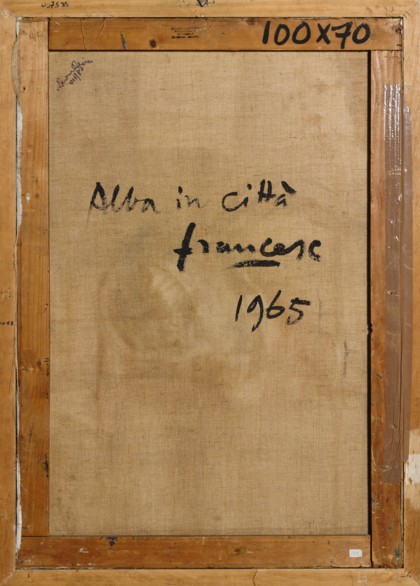 100x70
Alba in città
francese
1965